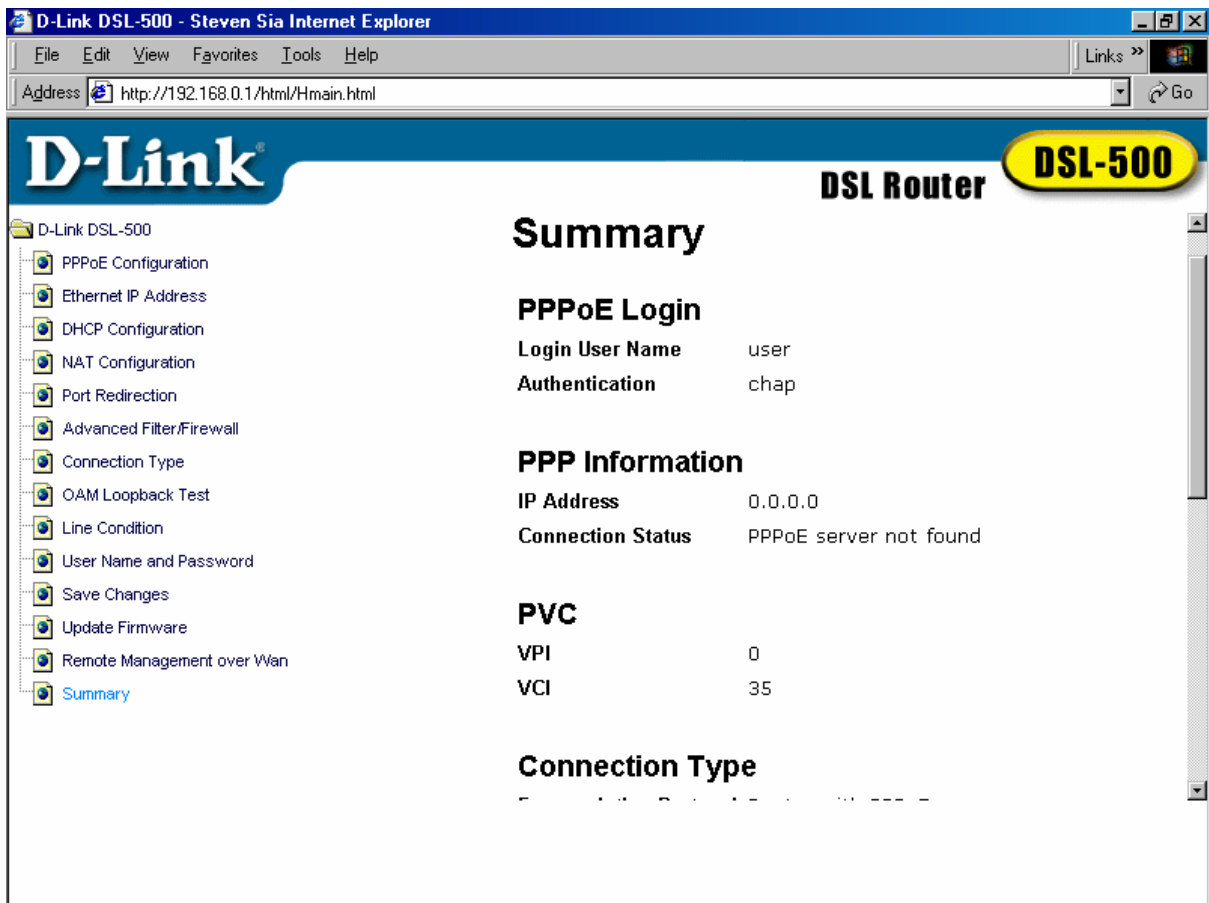 D-Link DSL-500 - Steven Sia Internet Explorer
File Edit View Favorites Tools Help Links »
Address http://192.168.0.1/html/Hmain.html Go
D-Link®
DSL Router DSL-500
D-Link DSL-500
PPPoE Configuration
Ethernet IP Address
DHCP Configuration
NAT Configuration
Port Redirection
Advanced Filter/Firewall
Connection Type
OAM Loopback Test
Line Condition
User Name and Password
Save Changes
Update Firmware
Remote Management over Wan
Summary
Summary
PPPoE Login
Login User Name user
Authentication chap
PPP Information
IP Address 0.0.0.0
Connection Status PPPoE server not found
PVC
VPI 0
VCI 35
Connection Type